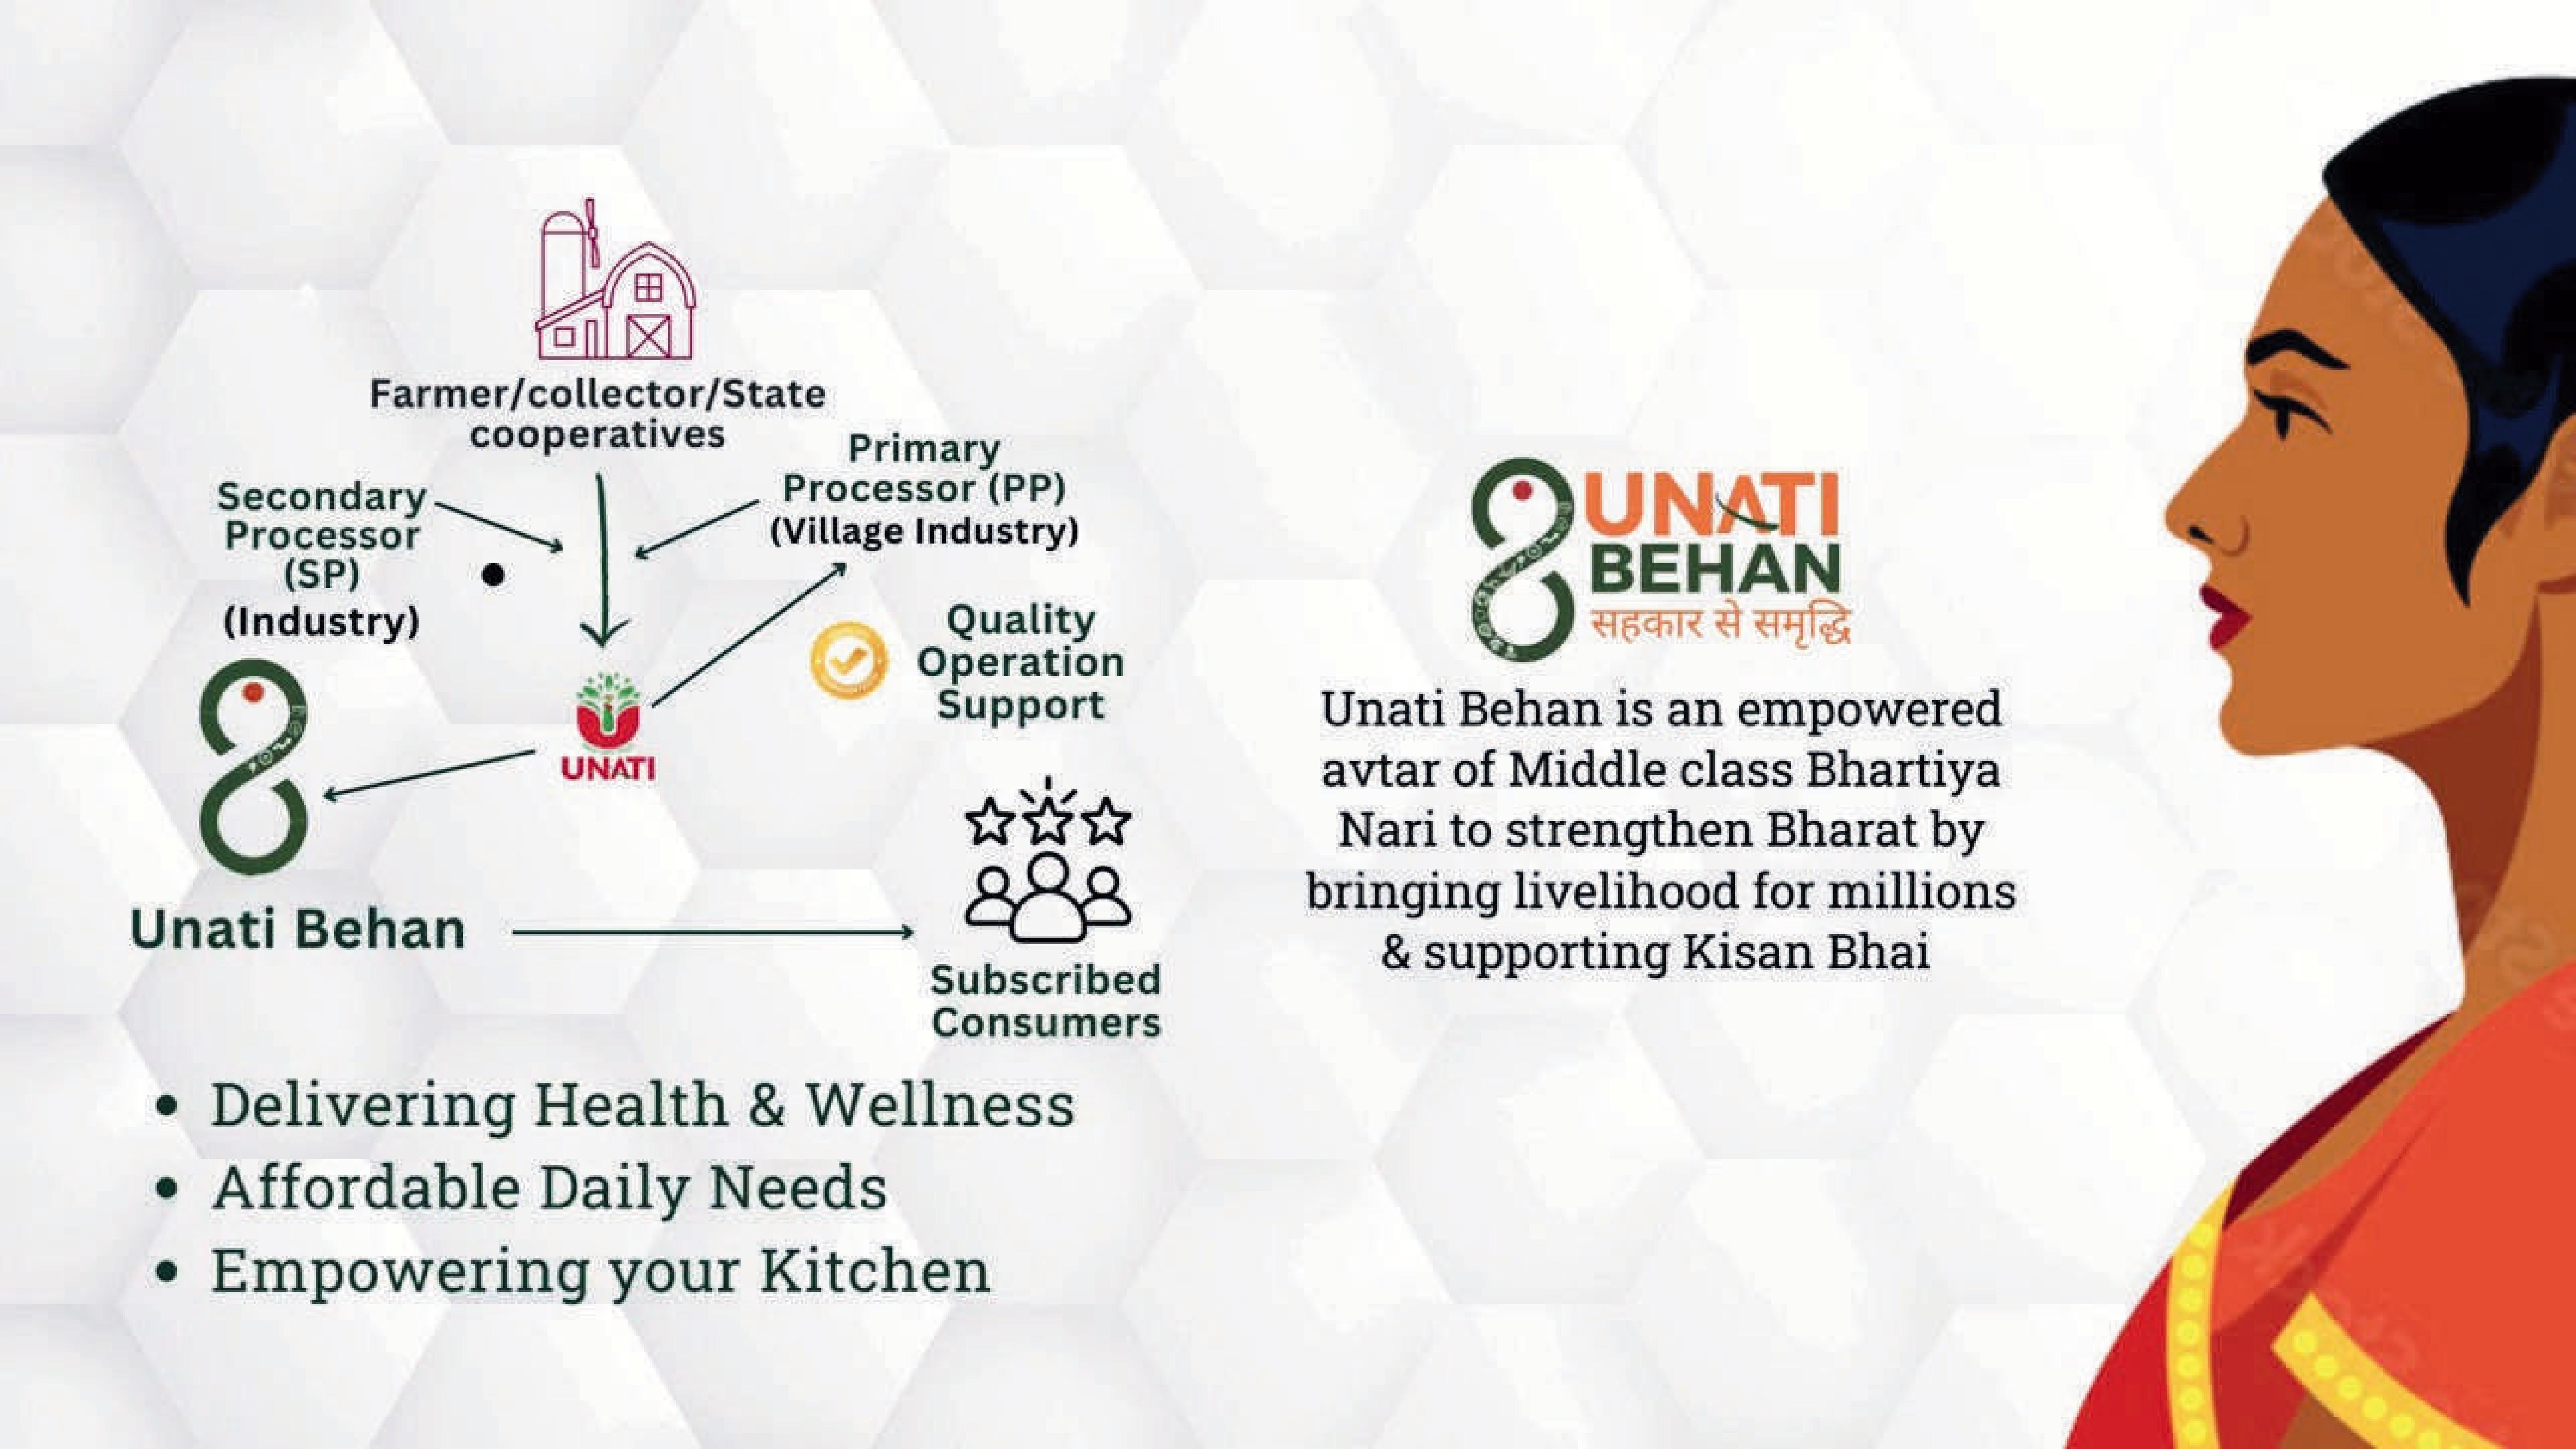 Farmer/collector/State
cooperatives
Primary
Processor (PP)
(Village Industry)
Secondary
Processor
(SP)
(Industry)
Quality
Operation
Support
UNATI
Unati Behan
Subscribed
Consumers
• Delivering Health & Wellness
• Affordable Daily Needs
• Empowering your Kitchen
UNATI
BEHAN
सहकार से समृद्धि
Unati Behan is an empowered
avtar of Middle class Bhartiya
Nari to strengthen Bharat by
bringing livelihood for millions
& supporting Kisan Bhai